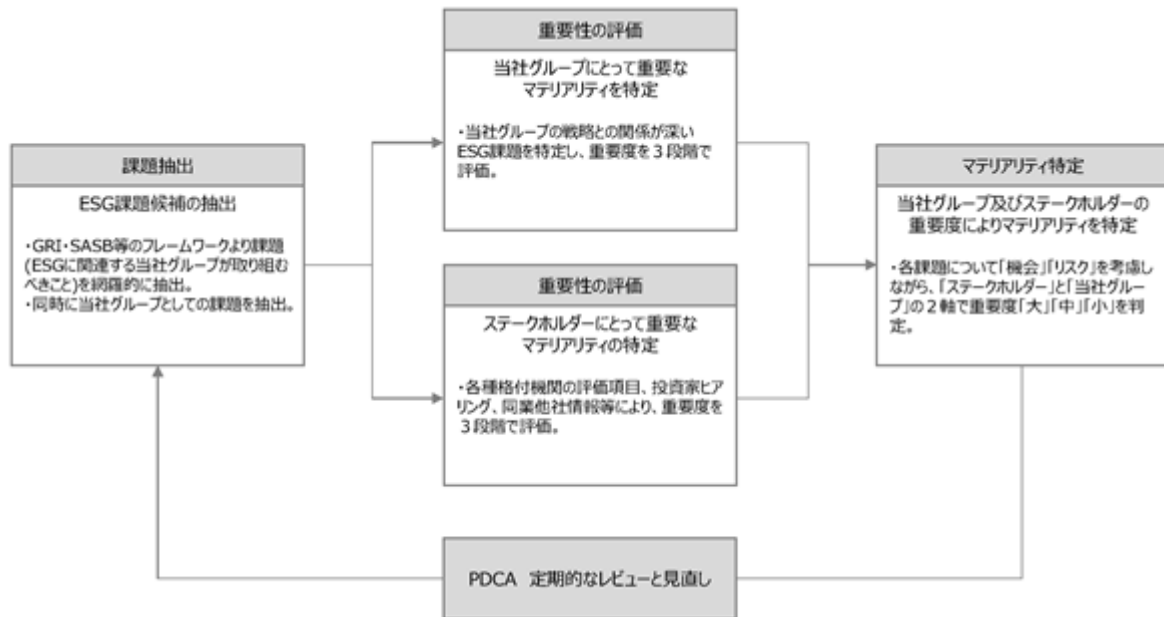 課題抽出
ESG課題候補の抽出
・GRI・SASB等のフレームワークより課題
(ESGに関連する当社グループが取り組む
べきこと)を網羅的に抽出。
・同時に当社グループとしての課題を抽出。
重要性の評価
当社グループにとって重要な
マテリアリティを特定
・当社グループの戦略との関係が深い
ESG課題を特定し、重要度を３段階で
評価。
重要性の評価
ステークホルダーにとって重要な
マテリアリティの特定
・各種格付機関の評価項目、投資家ヒア
リング、同業他社情報等により、重要度を
３段階で評価。
マテリアリティ特定
当社グループ及びステークホルダーの
重要度によりマテリアリティを特定
・各課題について「機会」「リスク」を考慮し
ながら、「ステークホルダー」と「当社グルー
プ」の２軸で重要度「大」「中」「小」を判
定。
PDCA 定期的なレビューと見直し